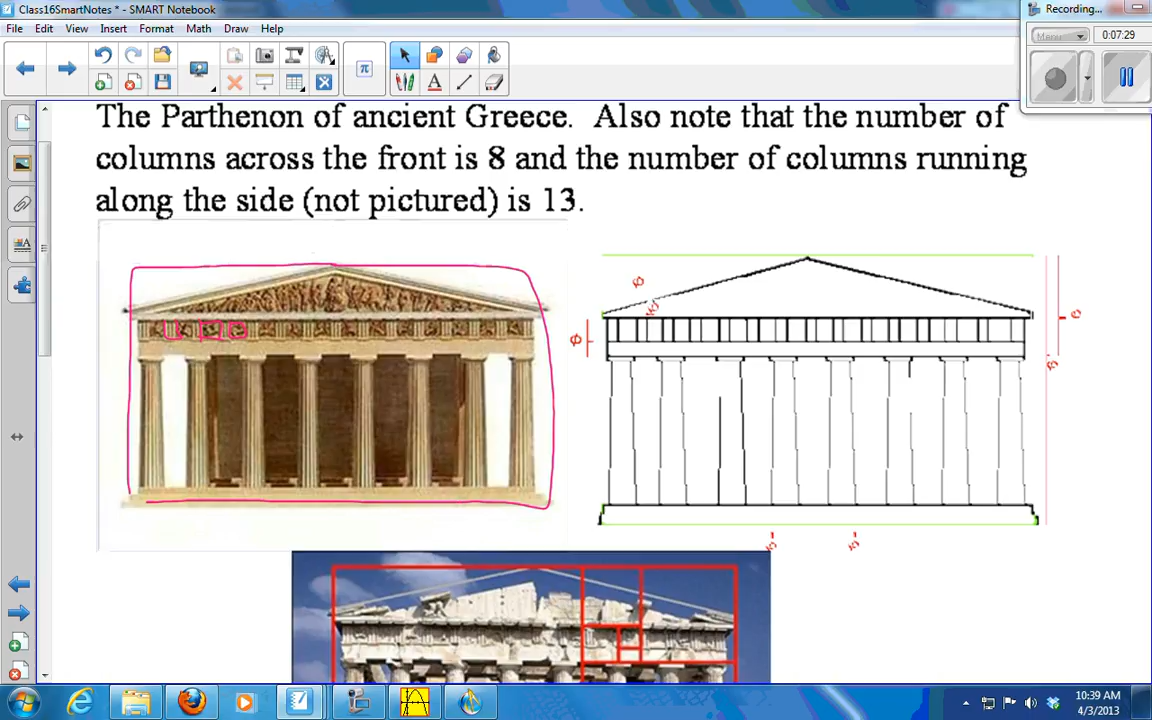 Class16SmartNotes * - SMART Notebook
Recording...
File Edit View Insert Format Math Draw Help
Menu
0:07:29
π
A
The Parthenon of ancient Greece. Also note that the number of
columns across the front is 8 and the number of columns running
along the side (not pictured) is 13.
10:39 AM
4/3/2013